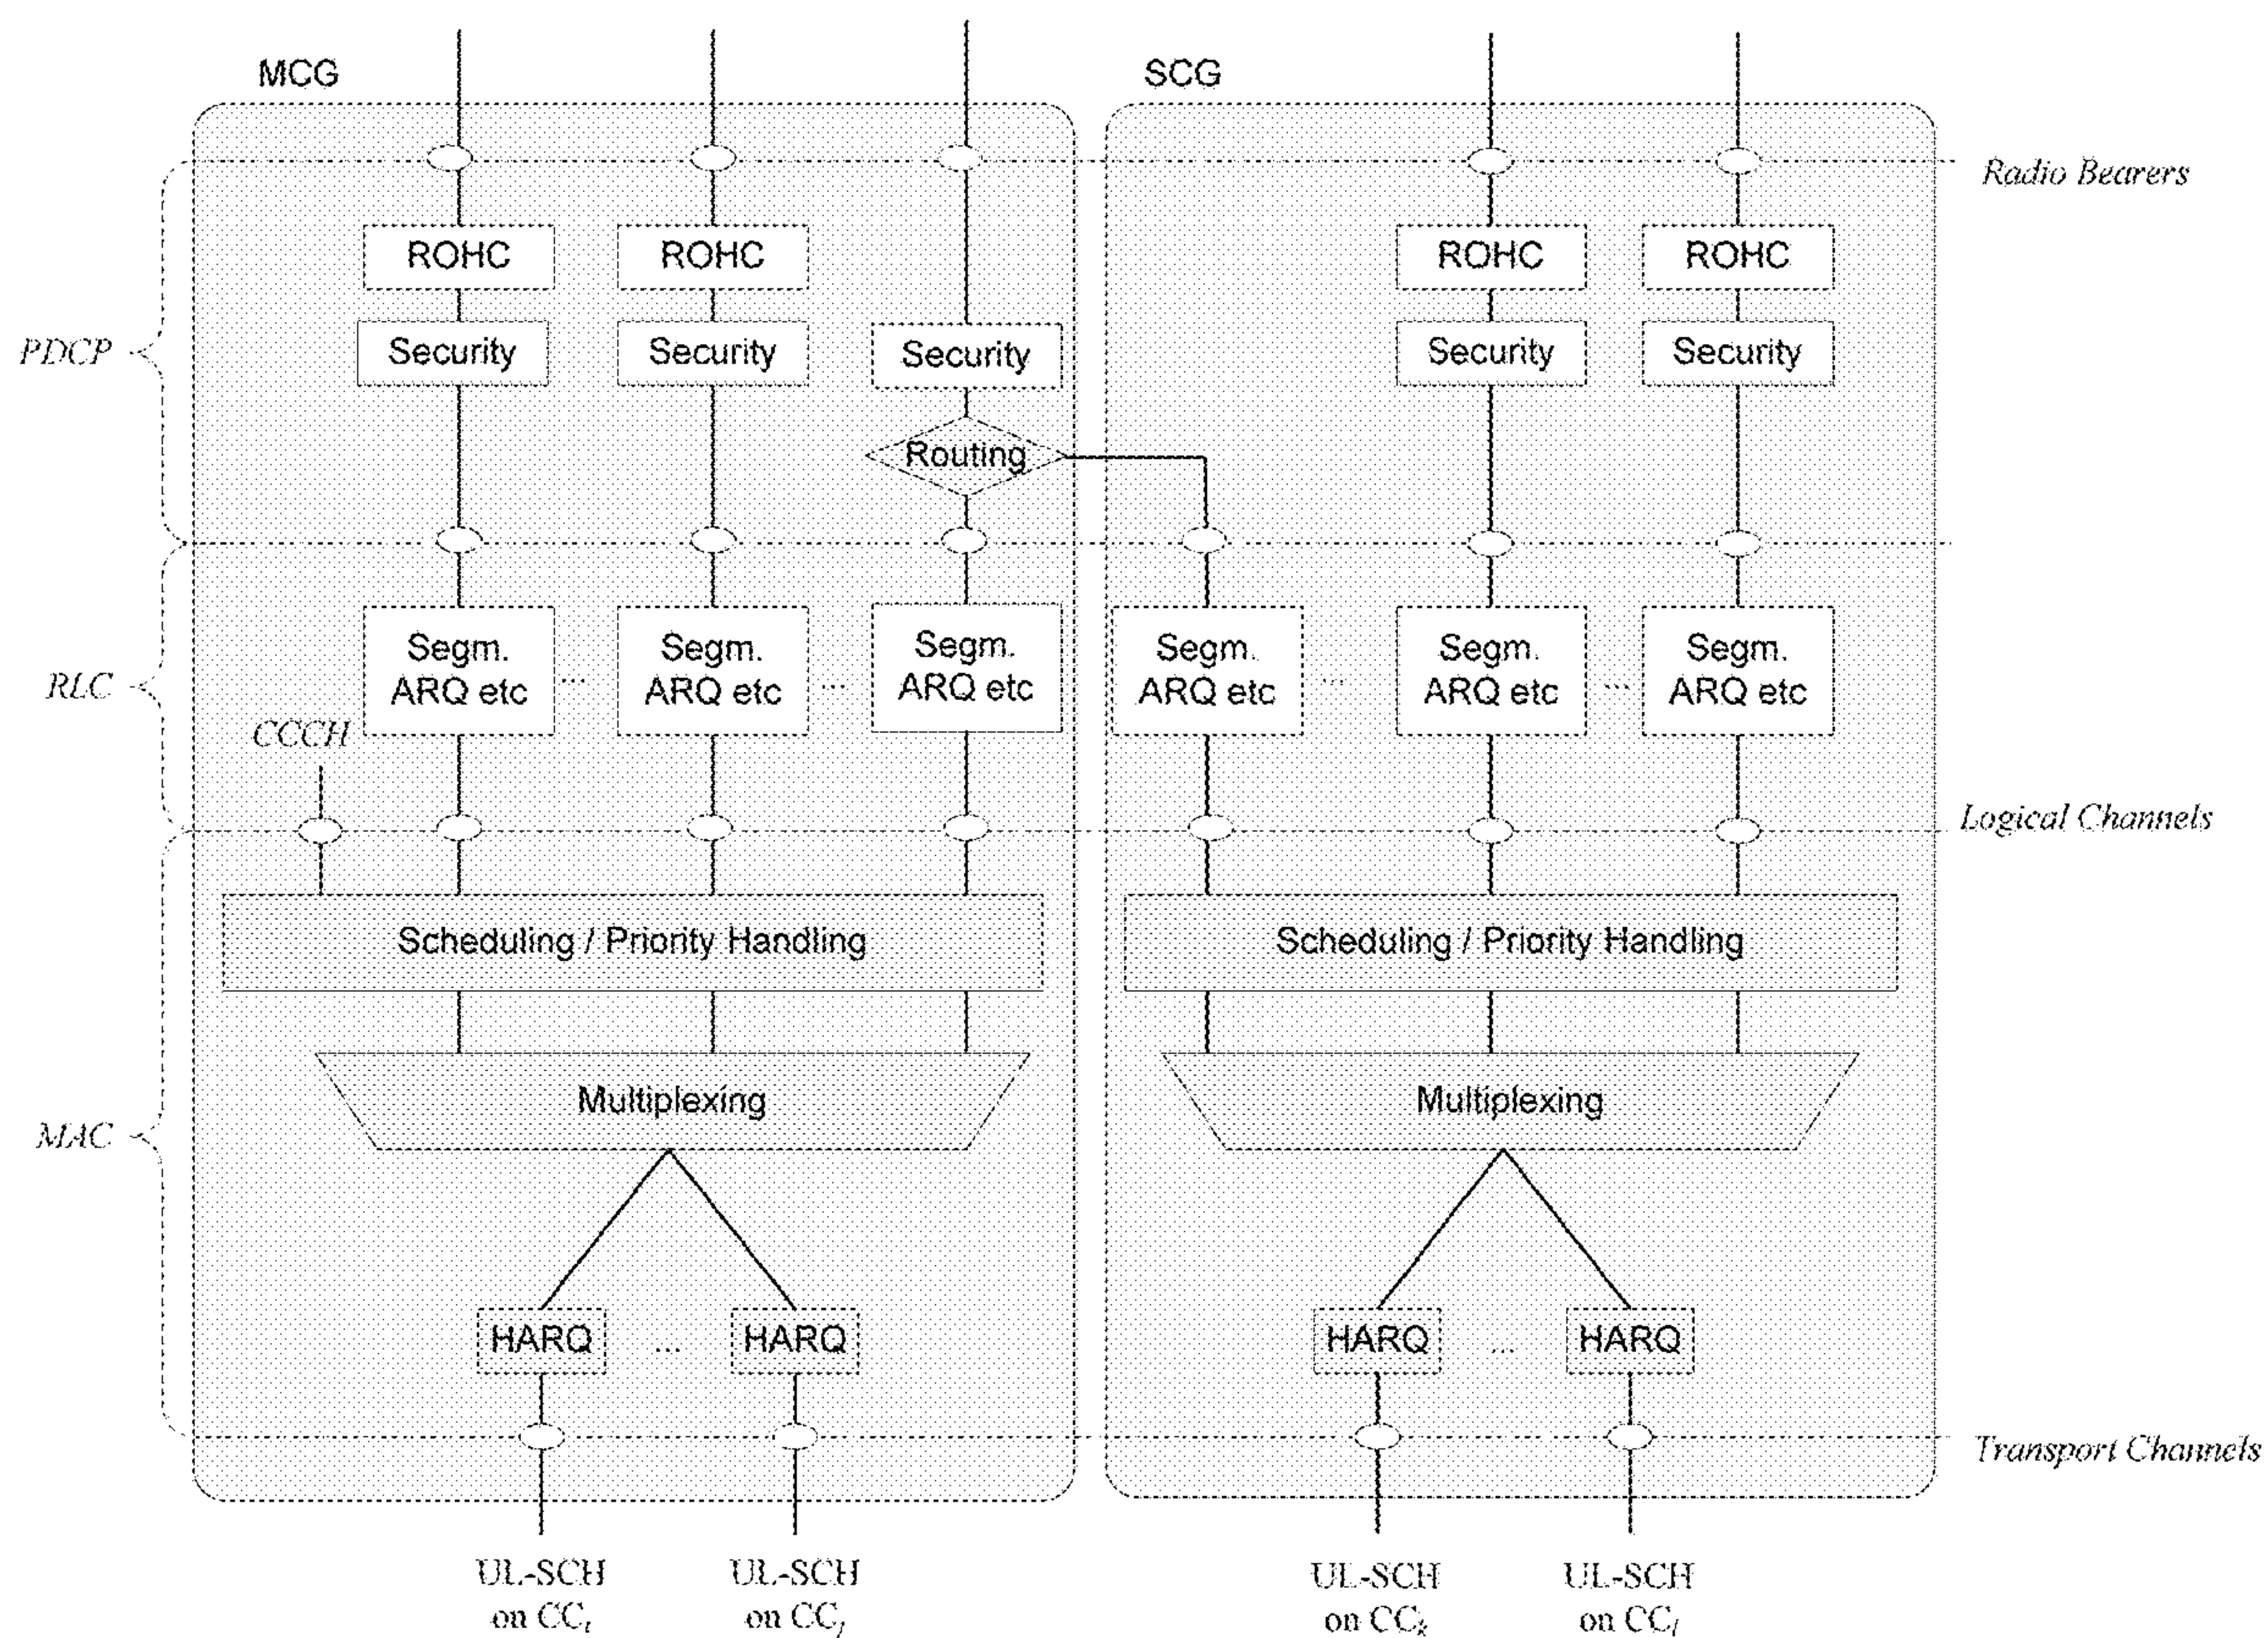 MCG
SCG
Radio Bearers
ROHC
ROHC
ROHC
ROHC
PDCP
Security
Security
Security
Security
Security
Routing
RLC
Segm.
ARQ etc
...
Segm.
ARQ etc
...
Segm.
ARQ etc
Segm.
ARQ etc
...
Segm.
ARQ etc
...
Segm.
ARQ etc
CCCH
Logical Channels
Scheduling / Priority Handling
Scheduling / Priority Handling
MAC
Multiplexing
Multiplexing
HARQ
...
HARQ
HARQ
...
HARQ
Transport Channels
UL-SCH
on CCi
UL-SCH
on CCj
UL-SCH
on CCk
UL-SCH
on CCl